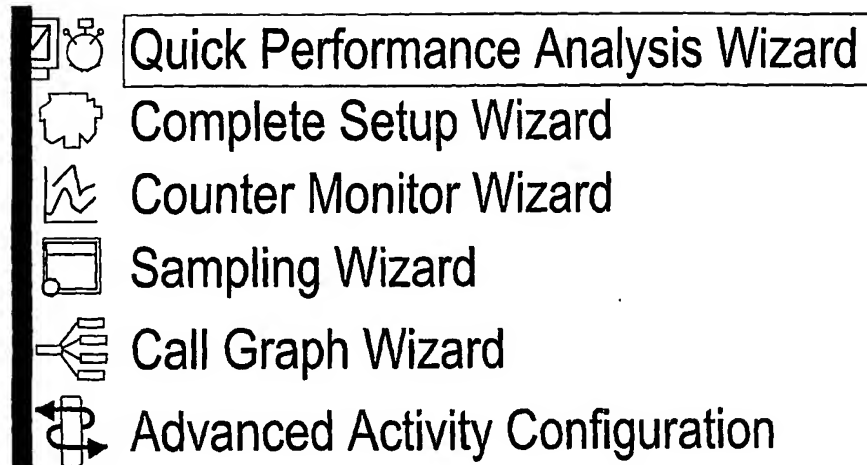 Quick Performance Analysis Wizard
Complete Setup Wizard
Counter Monitor Wizard
Sampling Wizard
Call Graph Wizard
Advanced Activity Configuration